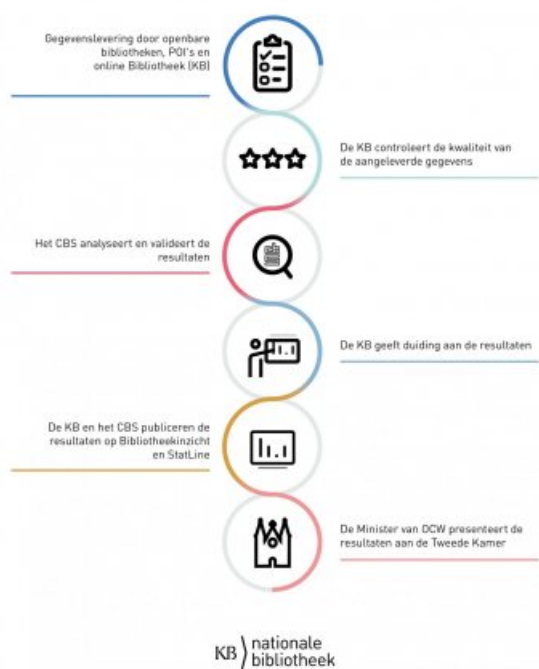 Gegevenslevering door openbare
bibliotheken, POI's en
online Bibliotheek (KB)
De KB controleert de kwaliteit van
de aangeleverde gegevens
Het CBS analyseert en valideert de
resultaten
De KB geeft duiding aan de resultaten
De KB en het CBS publiceren de
resultaten op Bibliotheekinzicht
en StatLine
De Minister van OCW presenteert de
resultaten aan de Tweede Kamer
KB nationale
bibliotheek